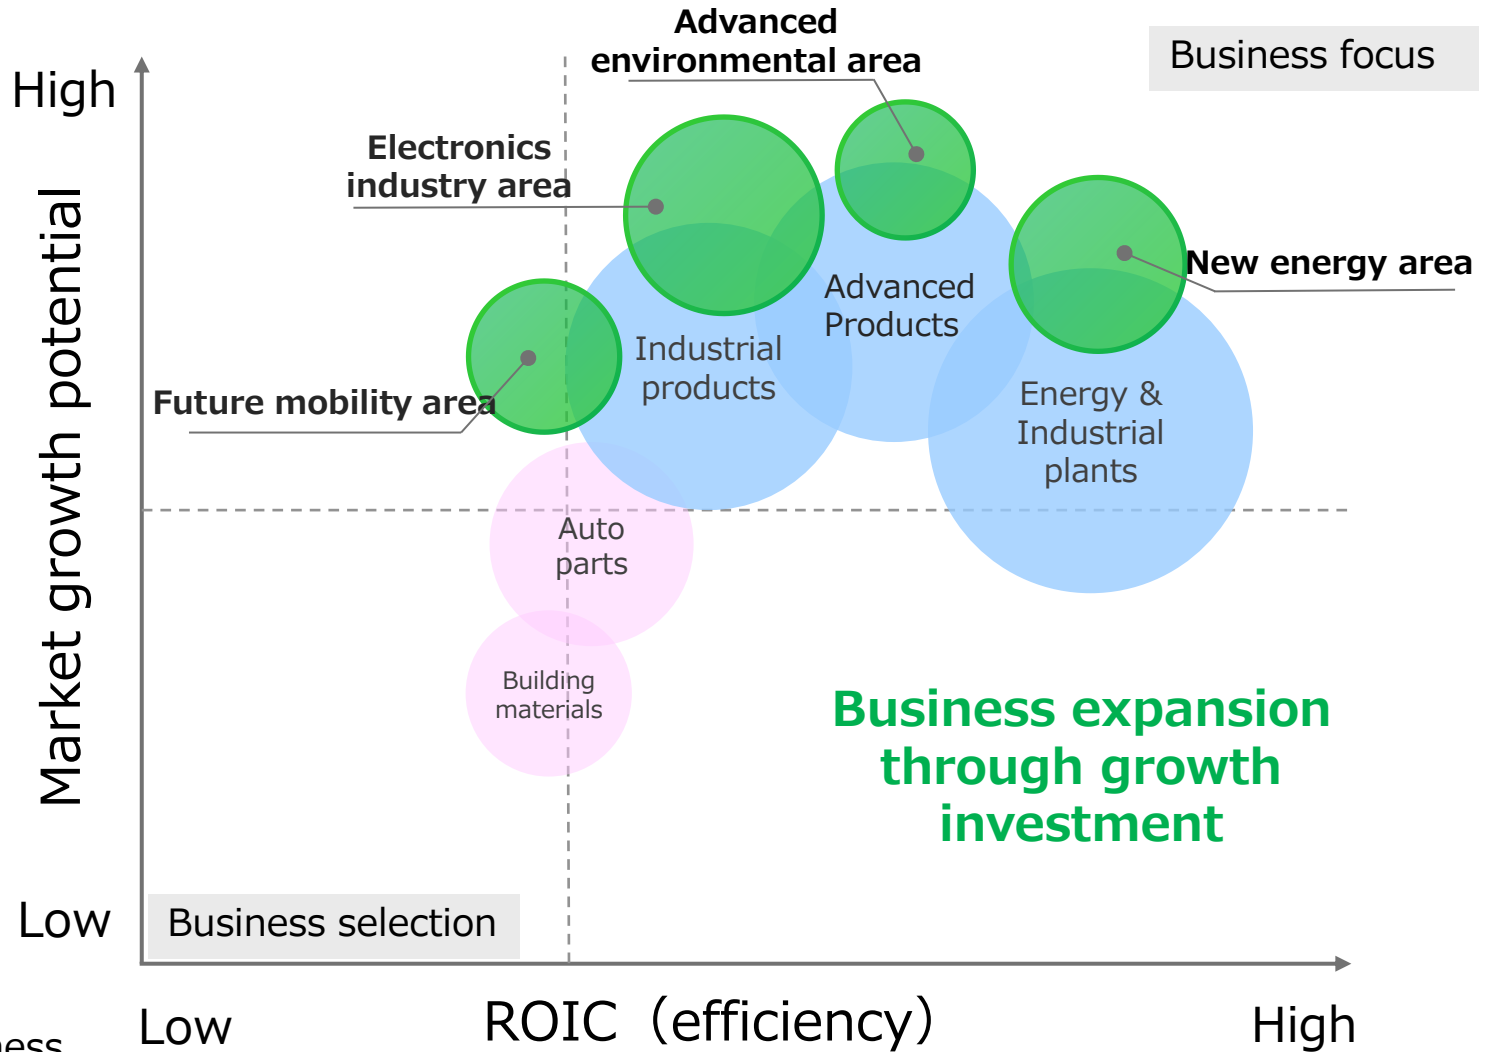 Advanced
environmental area
Business focus
High
Electronics
industry area
New energy area
Advanced
Products
Industrial
products
Future mobility area
Energy &
Industrial
plants
Market growth potential
Auto
parts
Building
materials
Business expansion
through growth
investment
Low
Business selection
Low
ROIC（efficiency）
High